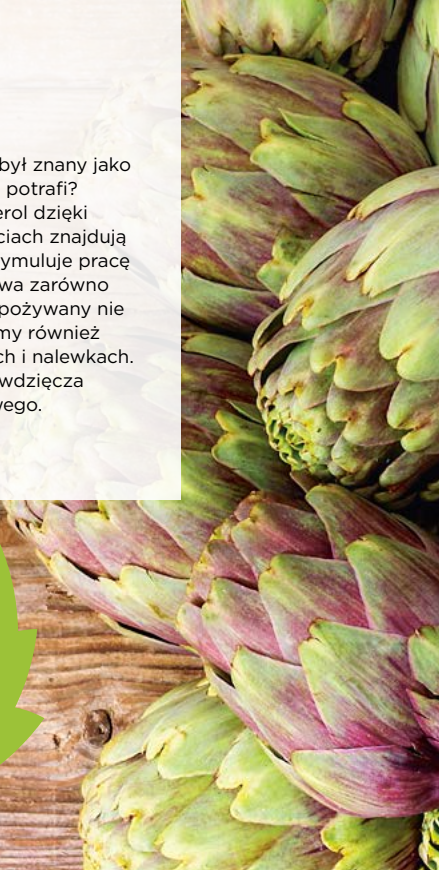 był znany jako
potrafi?
erol dzięki
ciach znajdują
ymuluje pracę
wa zarówno
pożywany nie
my również
ch i nalewkach.
wdzięcza
wego.